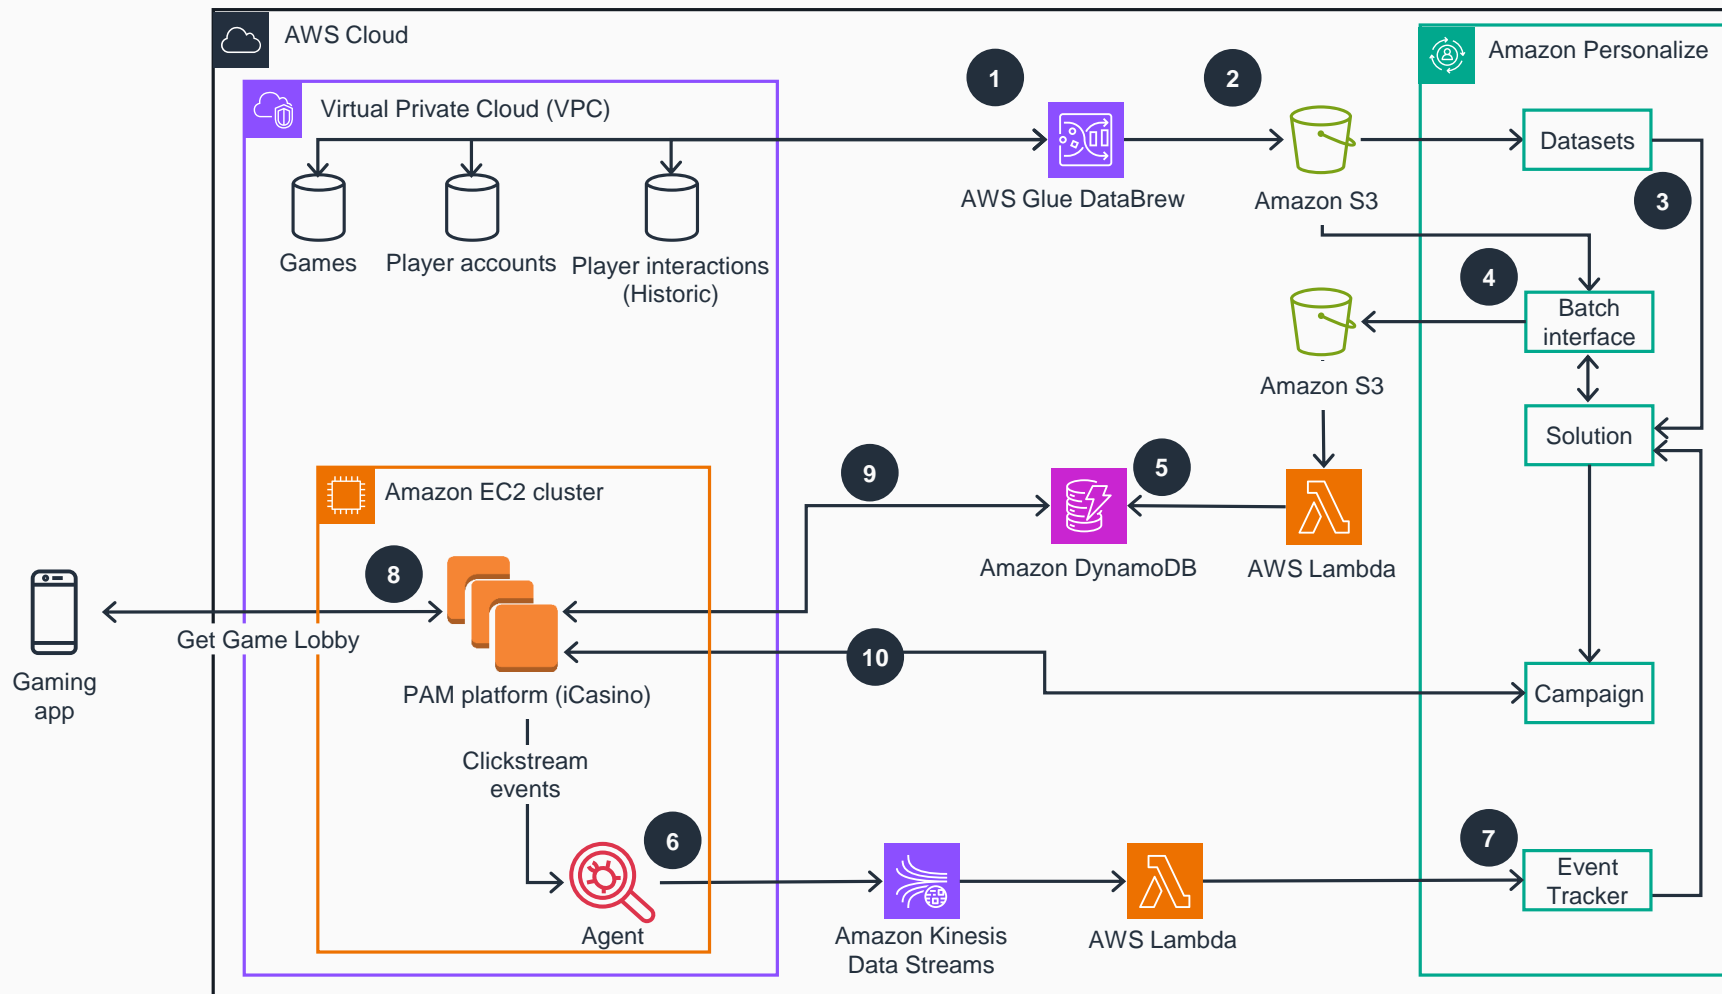 AWS Cloud
Amazon Personalize
Virtual Private Cloud (VPC)
1
2
Datasets
AWS Glue DataBrew
Amazon S3
3
Games
Player accounts
Player interactions
(Historic)
4
Batch
interface
Amazon S3
Solution
9
5
Amazon EC2 cluster
Amazon DynamoDB
AWS Lambda
8
Get Game Lobby
10
Gaming
app
PAM platform (iCasino)
Campaign
Clickstream
events
6
7
Event
Tracker
Agent
Amazon Kinesis
Data Streams
AWS Lambda